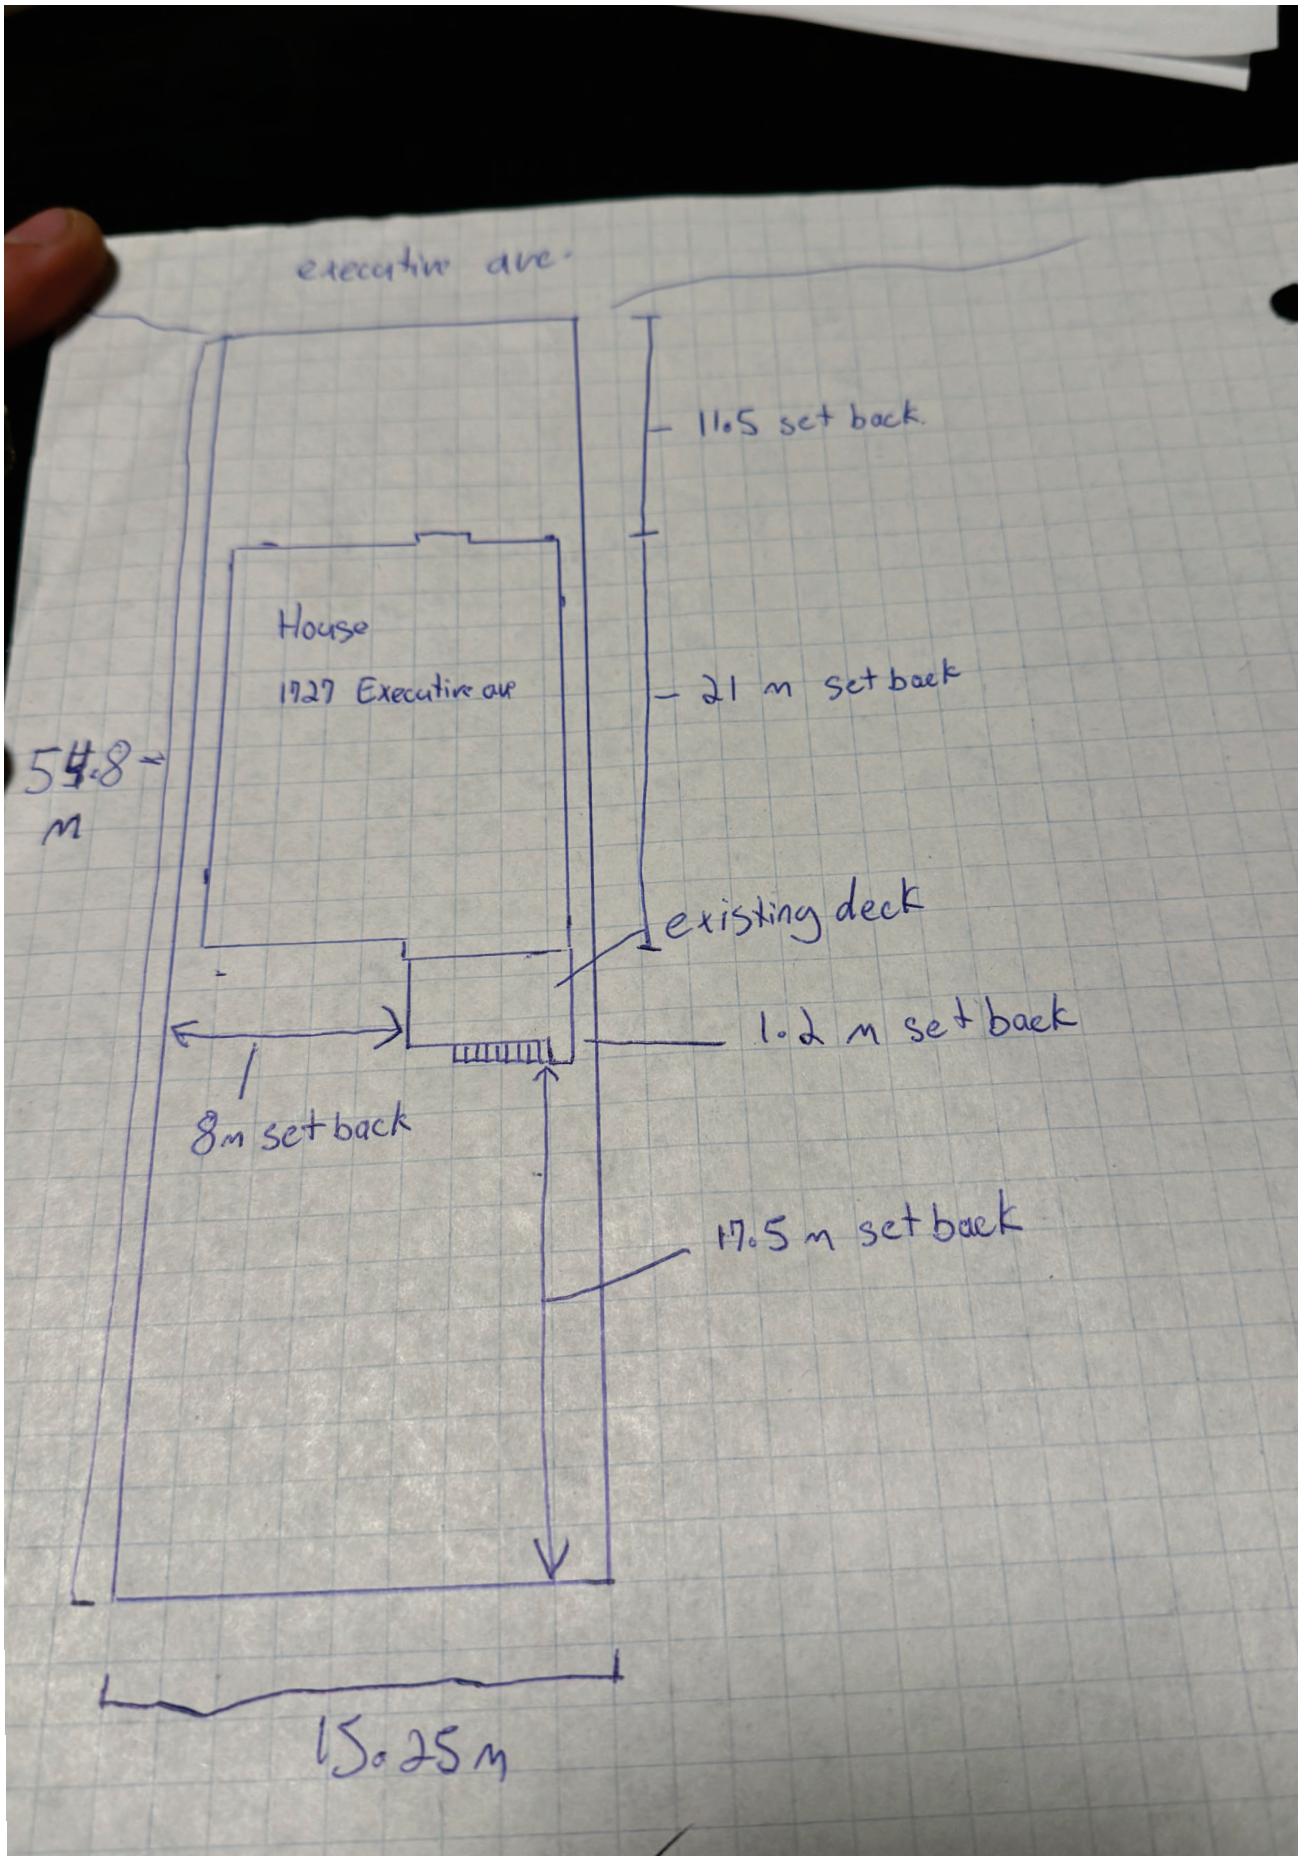 executive ave.
11.5 set back.
House
1727 Executive ave
21 m set back
54.8
m
existing deck
1.2 m set back
8m set back
17.5 m set back
15.25 m